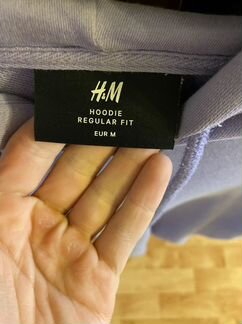 H&M
HOODIE
REGULAR FIT
EUR M